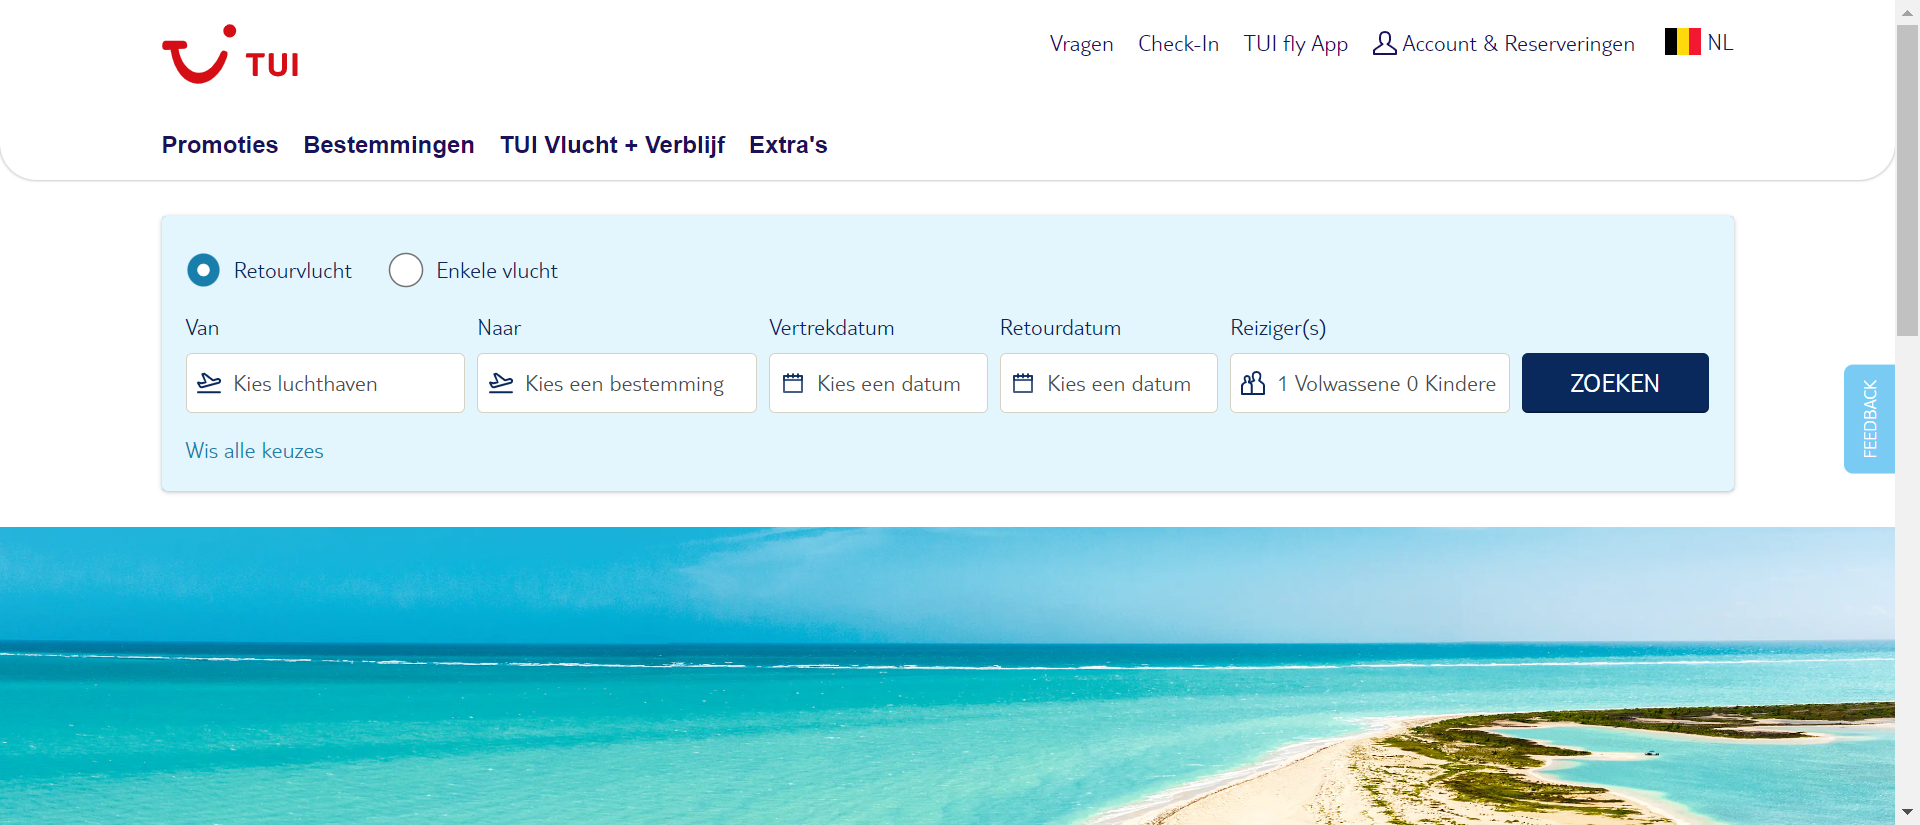 TUI
Vragen Check-In TUI fly App Account & Reserveringen NL
Promoties Bestemmingen TUI Vlucht + Verblijf Extra's
Retourvlucht Enkele vlucht
Van Naar Vertrekdatum Retourdatum Reiziger(s)
Kies luchthaven Kies een bestemming Kies een datum Kies een datum 1 Volwassene 0 Kindere ZOEKEN
Wis alle keuzes
FEEDBACK